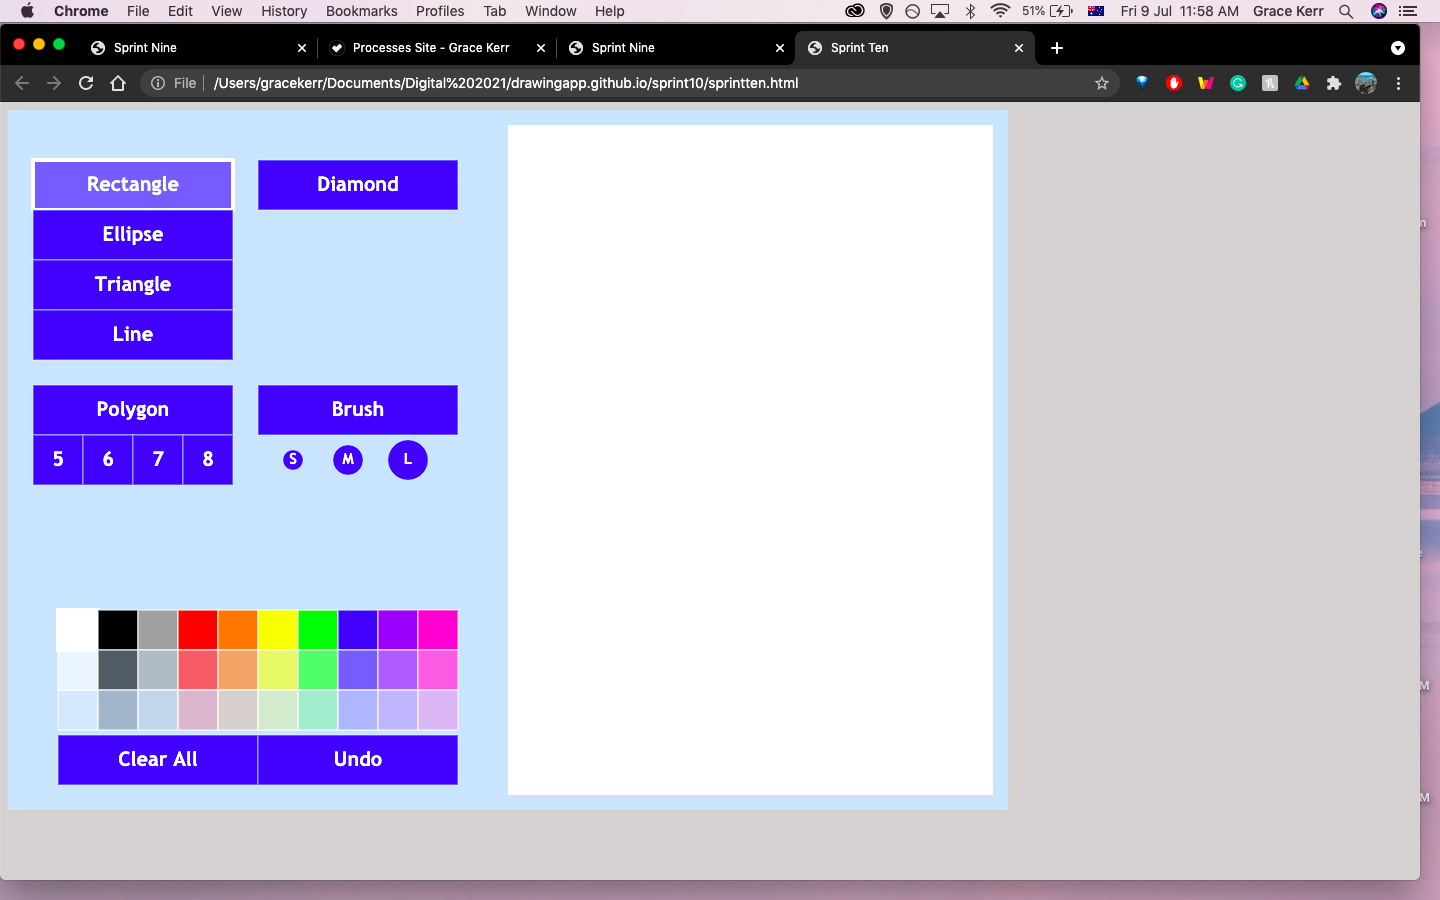 Chrome File Edit View History Bookmarks Profiles Tab Window Help 51% Fri 9 Jul 11:58 AM Grace Kerr
Sprint Nine Processes Site - Grace Kerr Sprint Nine Sprint Ten
File /Users/gracekerr/Documents/Digital%202021/drawingapp.github.io/sprint10/sprintten.html
Rectangle Diamond
Ellipse
Triangle
Line
Polygon Brush
5 6 7 8 S M L
Clear All Undo